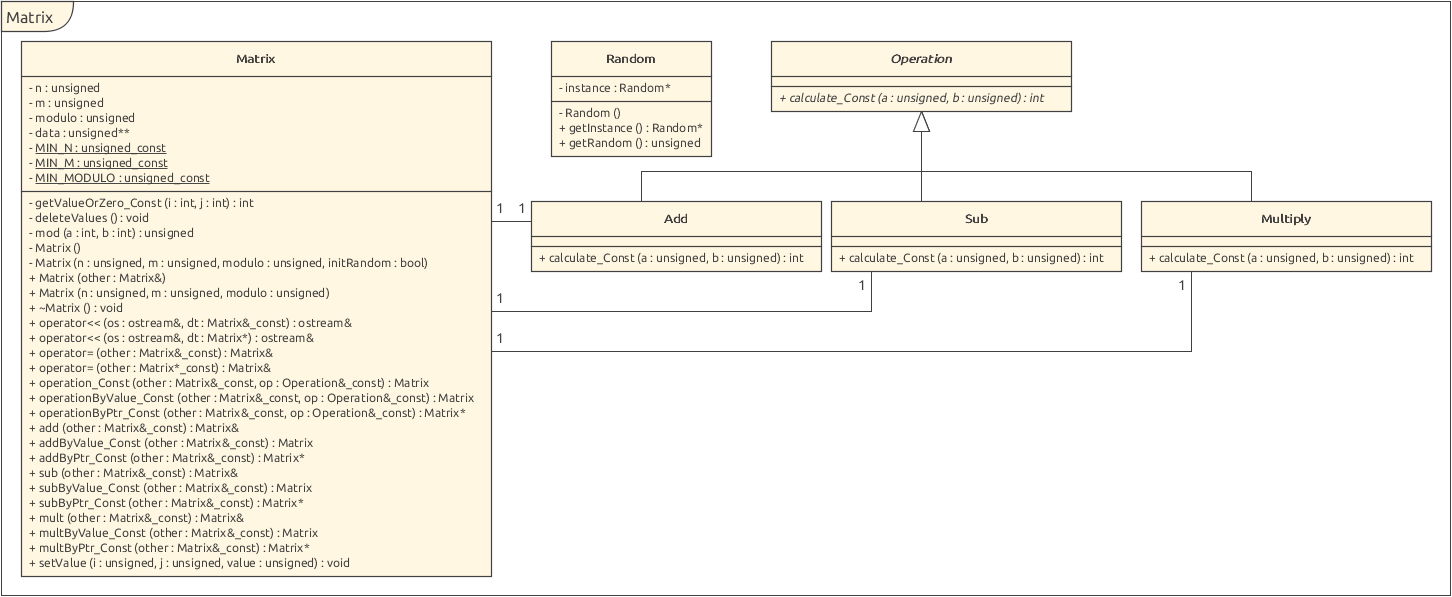 Matrix
Matrix
- n : unsigned
- m : unsigned
- modulo : unsigned
- data : unsigned**
- MIN_N : unsigned_const
- MIN_M : unsigned_const
- MIN_MODULO : unsigned_const
- getValueOrZero_Const (i : int, j : int) : int
- deleteValues () : void
- mod (a : int, b : int) : unsigned
- Matrix ()
- Matrix (n : unsigned, m : unsigned, modulo : unsigned, initRandom : bool)
+ Matrix (other : Matrix&)
+ Matrix (n : unsigned, m : unsigned, modulo : unsigned)
+ ~Matrix () : void
+ operator<< (os : ostream&, dt : Matrix&_const) : ostream&
+ operator<< (os : ostream&, dt : Matrix*) : ostream&
+ operator= (other : Matrix&_const) : Matrix&
+ operator= (other : Matrix*_const) : Matrix&
+ operation_Const (other : Matrix&_const, op : Operation&_const) : Matrix
+ operationByValue_Const (other : Matrix&_const, op : Operation&_const) : Matrix
+ operationByPtr_Const (other : Matrix&_const, op : Operation&_const) : Matrix*
+ add (other : Matrix&_const) : Matrix&
+ addByValue_Const (other : Matrix&_const) : Matrix
+ addByPtr_Const (other : Matrix&_const) : Matrix*
+ sub (other : Matrix&_const) : Matrix&
+ subByValue_Const (other : Matrix&_const) : Matrix
+ subByPtr_Const (other : Matrix&_const) : Matrix*
+ mult (other : Matrix&_const) : Matrix&
+ multByValue_Const (other : Matrix&_const) : Matrix
+ multByPtr_Const (other : Matrix&_const) : Matrix*
+ setValue (i : unsigned, j : unsigned, value : unsigned) : void
Random
- instance : Random*
- Random ()
+ getInstance () : Random*
+ getRandom () : unsigned
Operation
+ calculate_Const (a : unsigned, b : unsigned) : int
1 1
Add
+ calculate_Const (a : unsigned, b : unsigned) : int
Sub
+ calculate_Const (a : unsigned, b : unsigned) : int
Multiply
+ calculate_Const (a : unsigned, b : unsigned) : int
1 1
1 1